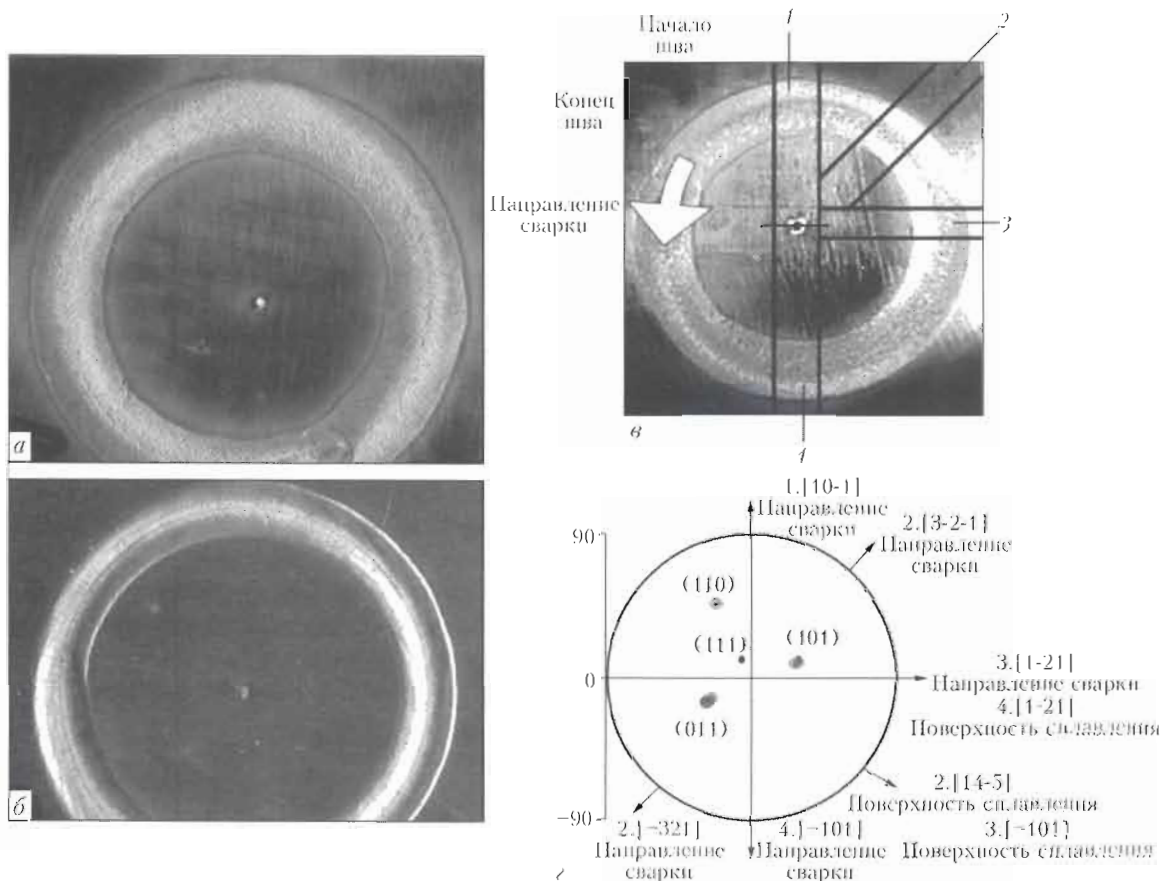 а
б
Начало
шва
Конец
шва
Направление
сварки
1
2
3
в
1.[10-1]
Направление
сварки
2.[3-2-1]
Направление
сварки
90
(110)
(111)
(101)
0
(011)
3.[1-21]
Направление сварки
4.[1-21]
Поверхность сплавления
2.[14-5]
Поверхность сплавления
-90
2.[-321]
Направление
сварки
4.[-101]
Направление
сварки
3.[-101]
Поверхность сплавления